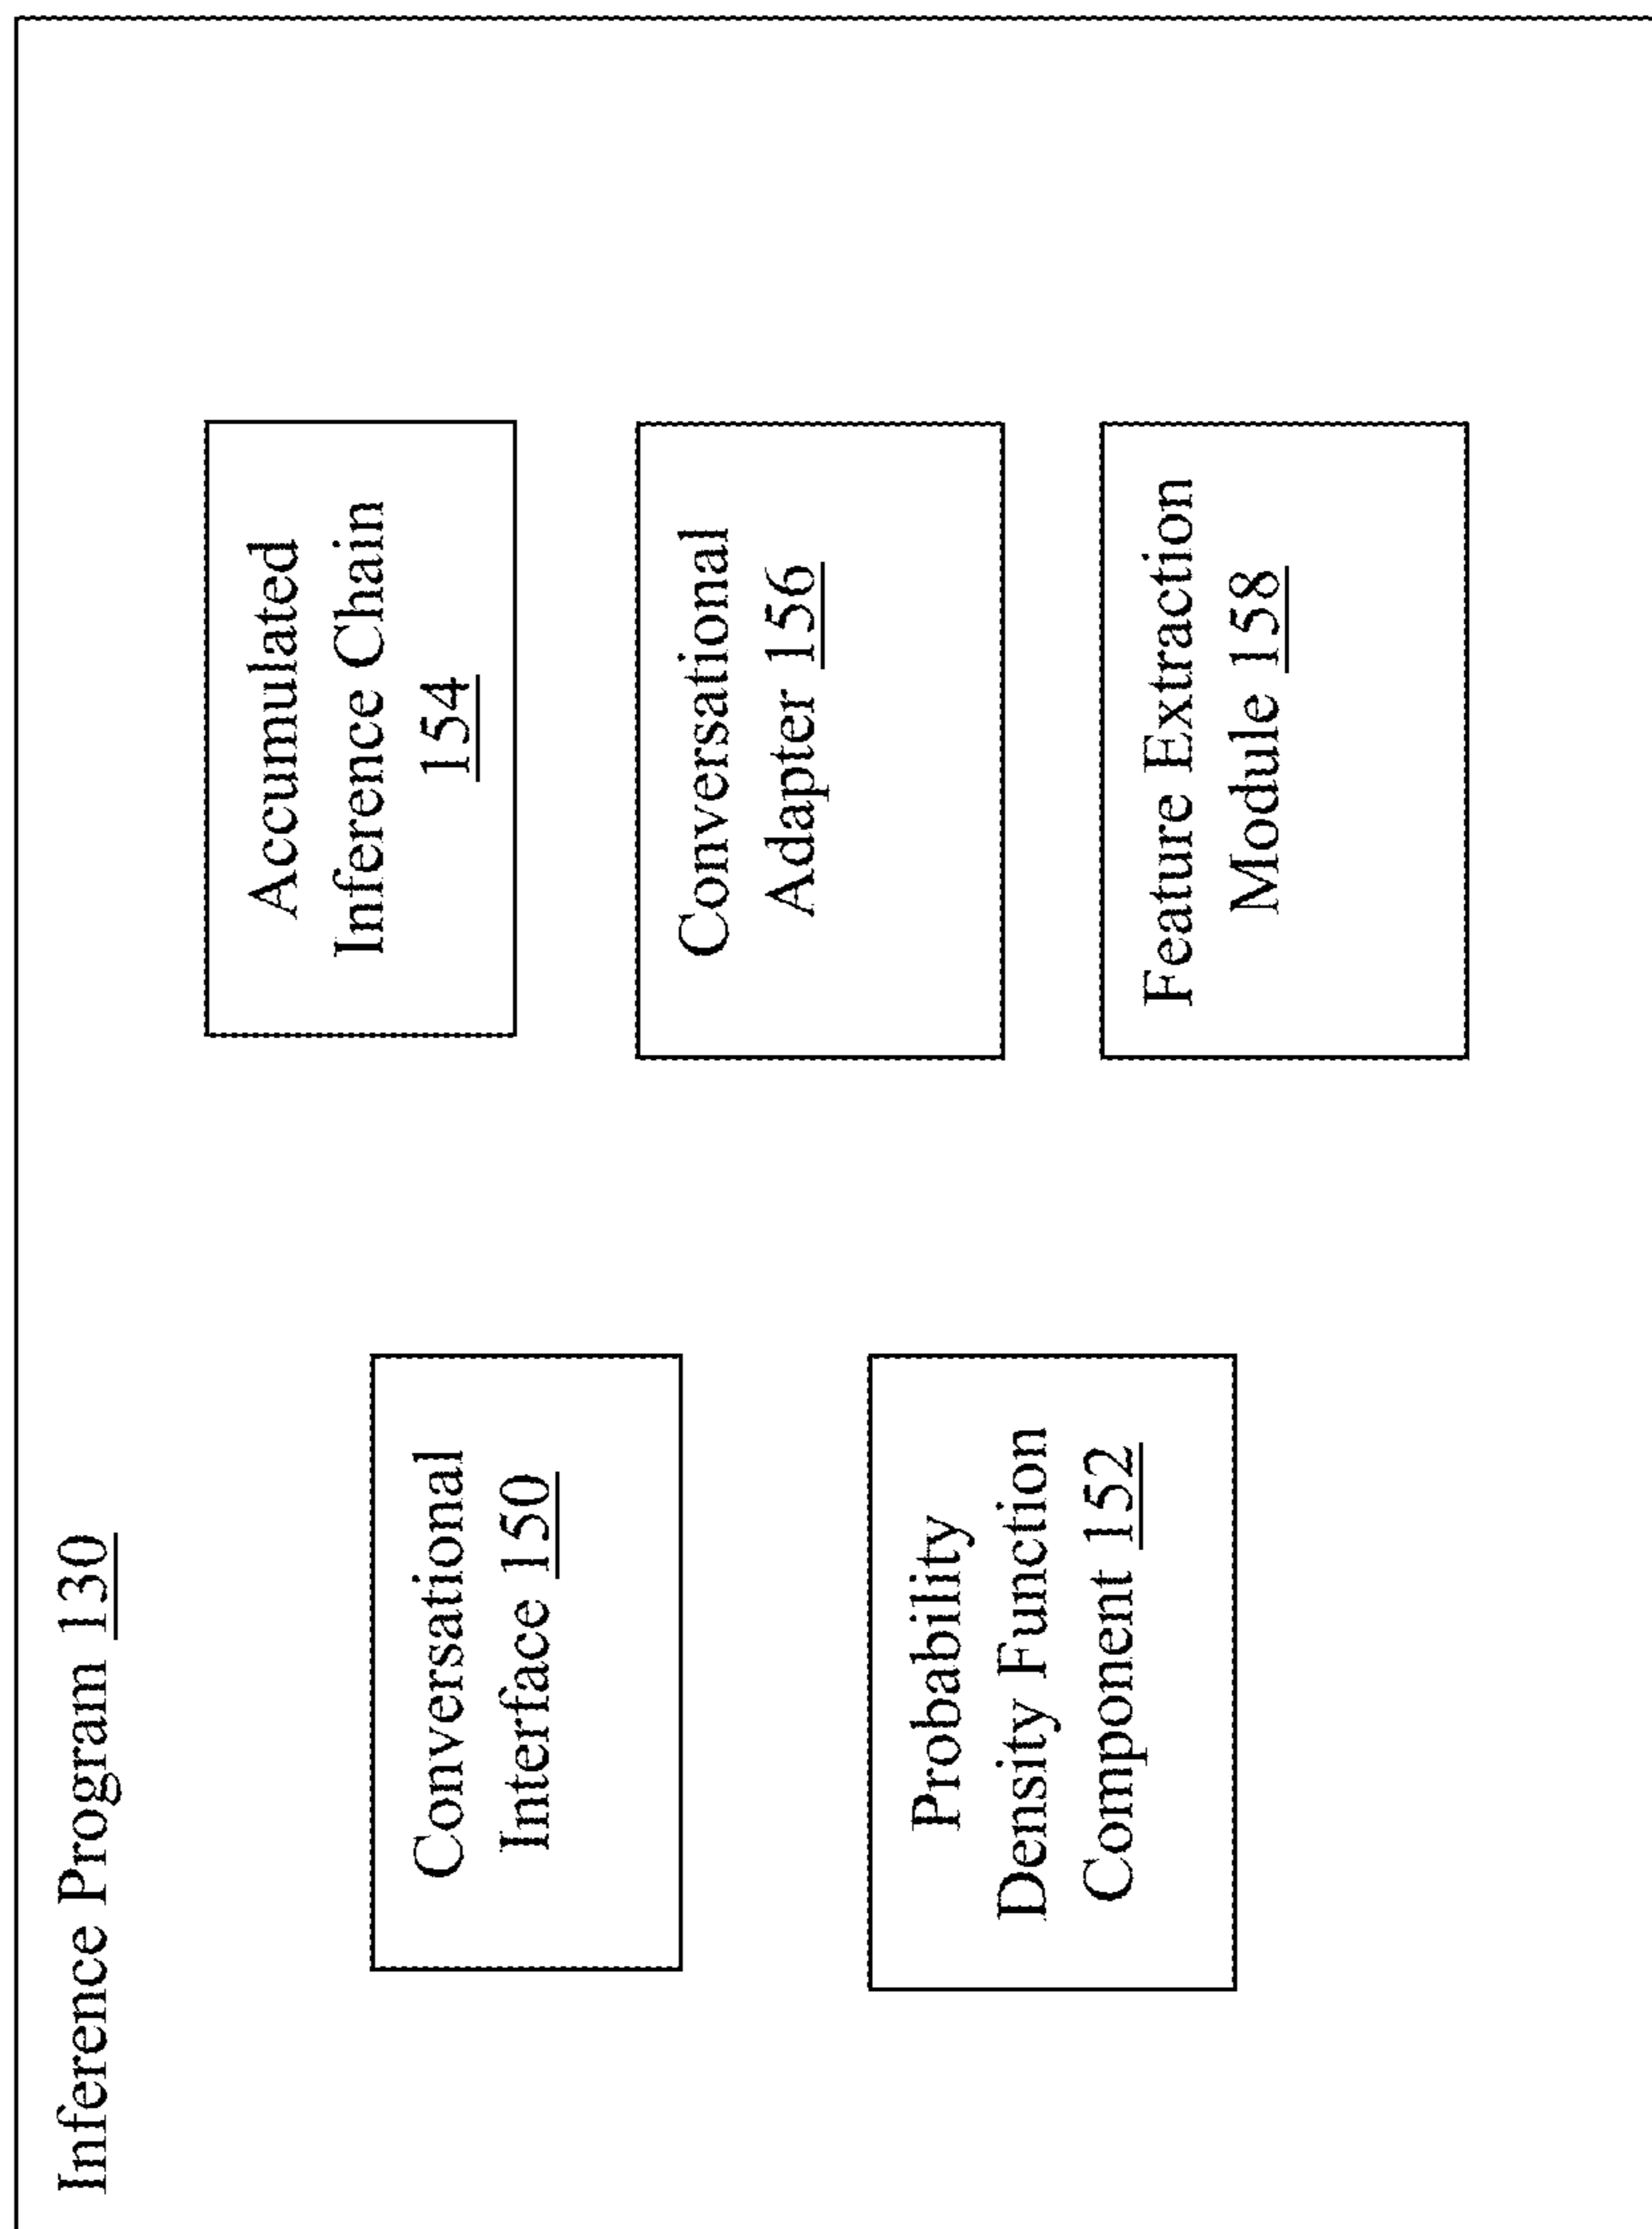 Inference Program 130
Conversational
Interface 150
Probability
Density Function
Component 152
Accumulated
Inference Chain
154
Conversational
Adapter 156
Feature Extraction
Module 158